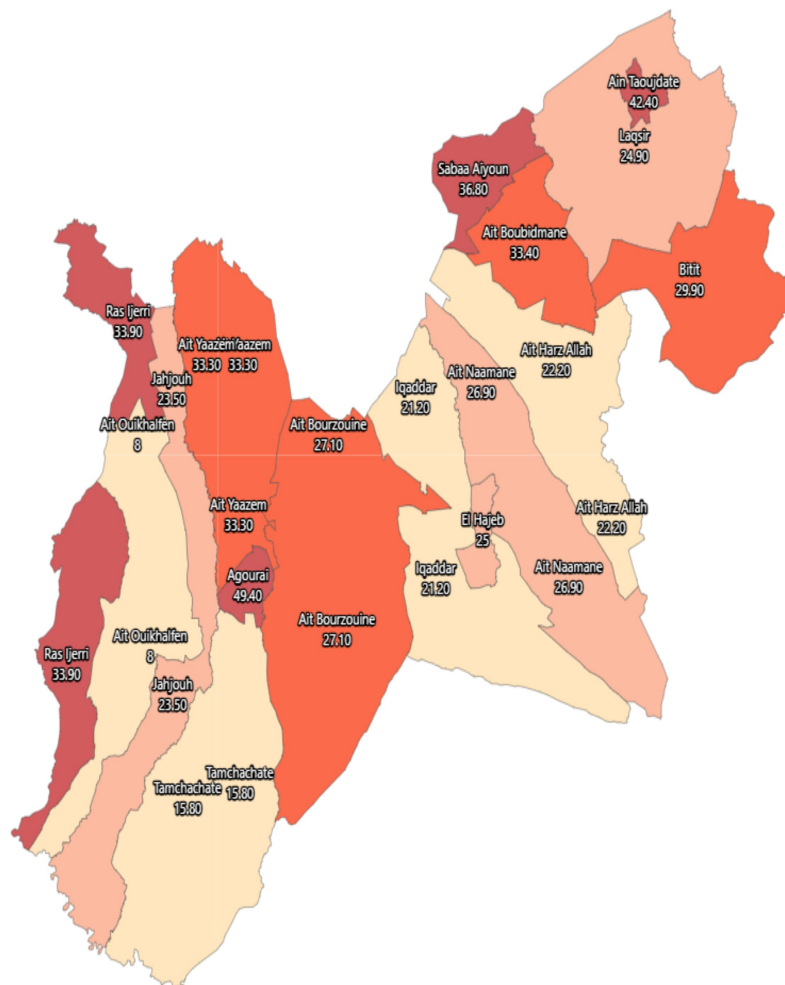 Ain Taoujdate
42.40
Laqsir
24.90
Sabaa Aiyoun
36.80
Ait Boubidmane
33.40
Bitit
29.90
Ras Ijerri
33.90
Ait Yaazem
33.30 33.30
Ait Harz Allah
22.20
Jahjouh
23.50
Iqaddar
21.20
Ait Naamane
26.90
Ait Ouikhalfen
8
Ait Bourzouine
27.10
Ait Yaazem
33.30
Ait Harz Allah
22.20
El Hajeb
25
Agourai
49.40
Iqaddar
21.20
Ait Naamane
26.90
Ait Bourzouine
27.10
Ait Ouikhalfen
8
Ras Ijerri
33.90
Jahjouh
23.50
Tamchachate
15.80
Tamchachate
15.80